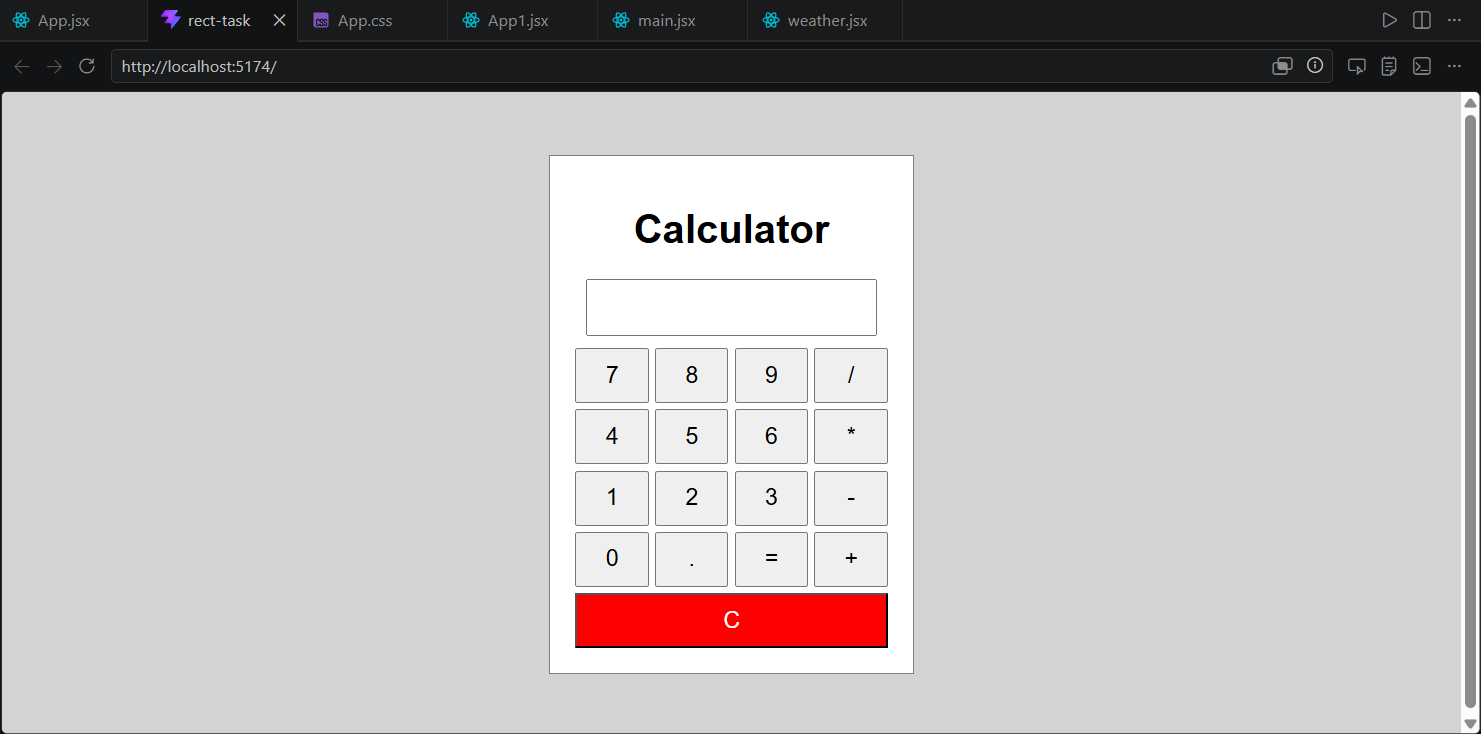 App.jsx rect-task App.css App1.jsx main.jsx weather.jsx
http://localhost:5174/
Calculator
7 8 9 /
4 5 6 *
1 2 3 -
0 . = +
C